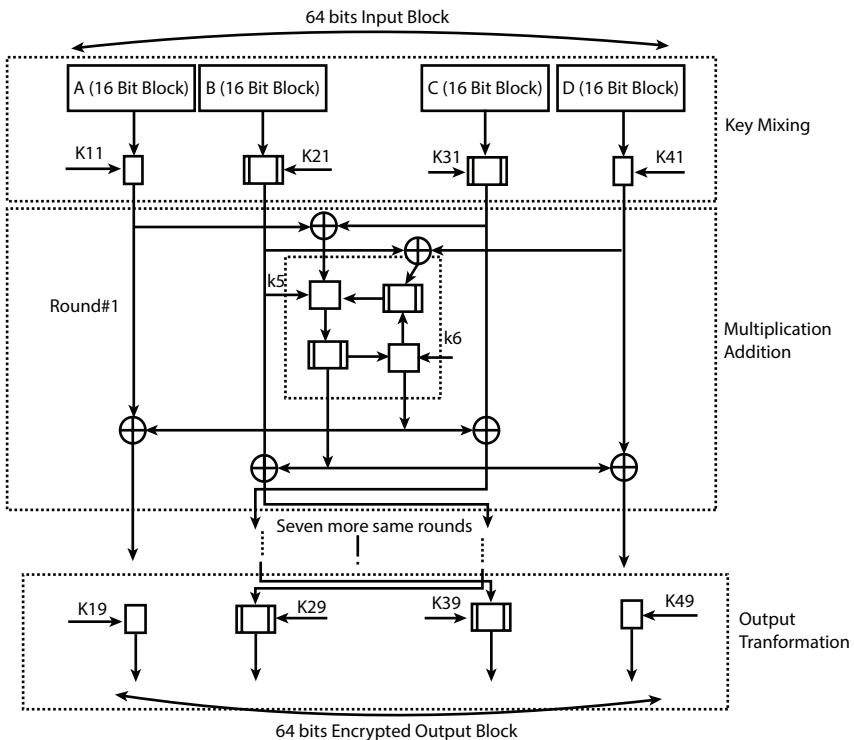 64 bits Input Block
A (16 Bit Block)
B (16 Bit Block)
C (16 Bit Block)
D (16 Bit Block)
Key Mixing
K11
K21
K31
K41
Round#1
k5
k6
Multiplication
Addition
Seven more same rounds
K19
K29
K39
K49
Output
Tranformation
64 bits Encrypted Output Block